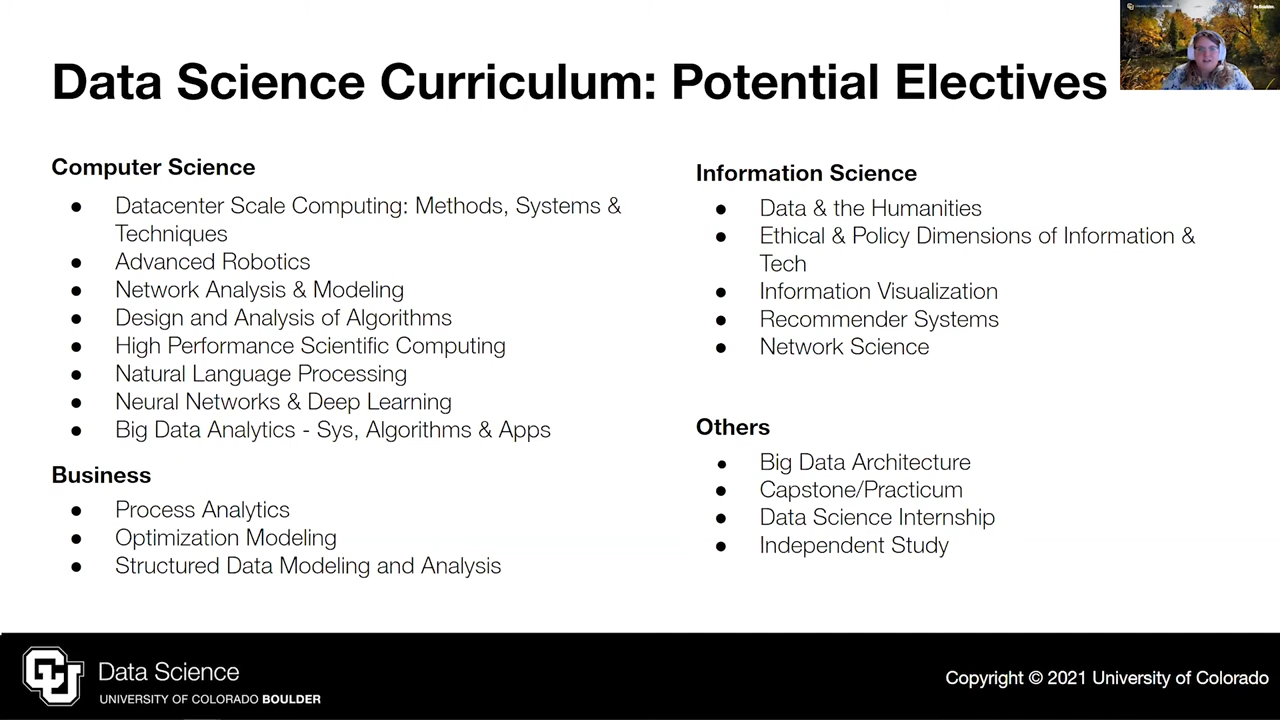 Data Science Curriculum: Potential Electives
Computer Science
● Datacenter Scale Computing: Methods, Systems &
Techniques
● Advanced Robotics
● Network Analysis & Modeling
● Design and Analysis of Algorithms
● High Performance Scientific Computing
● Natural Language Processing
● Neural Networks & Deep Learning
● Big Data Analytics - Sys, Algorithms & Apps
Business
● Process Analytics
● Optimization Modeling
● Structured Data Modeling and Analysis
Information Science
● Data & the Humanities
● Ethical & Policy Dimensions of Information &
Tech
● Information Visualization
● Recommender Systems
● Network Science
Others
● Big Data Architecture
● Capstone/Practicum
● Data Science Internship
● Independent Study
CU
Data Science
UNIVERSITY OF COLORADO BOULDER
Copyright © 2021 University of Colorado